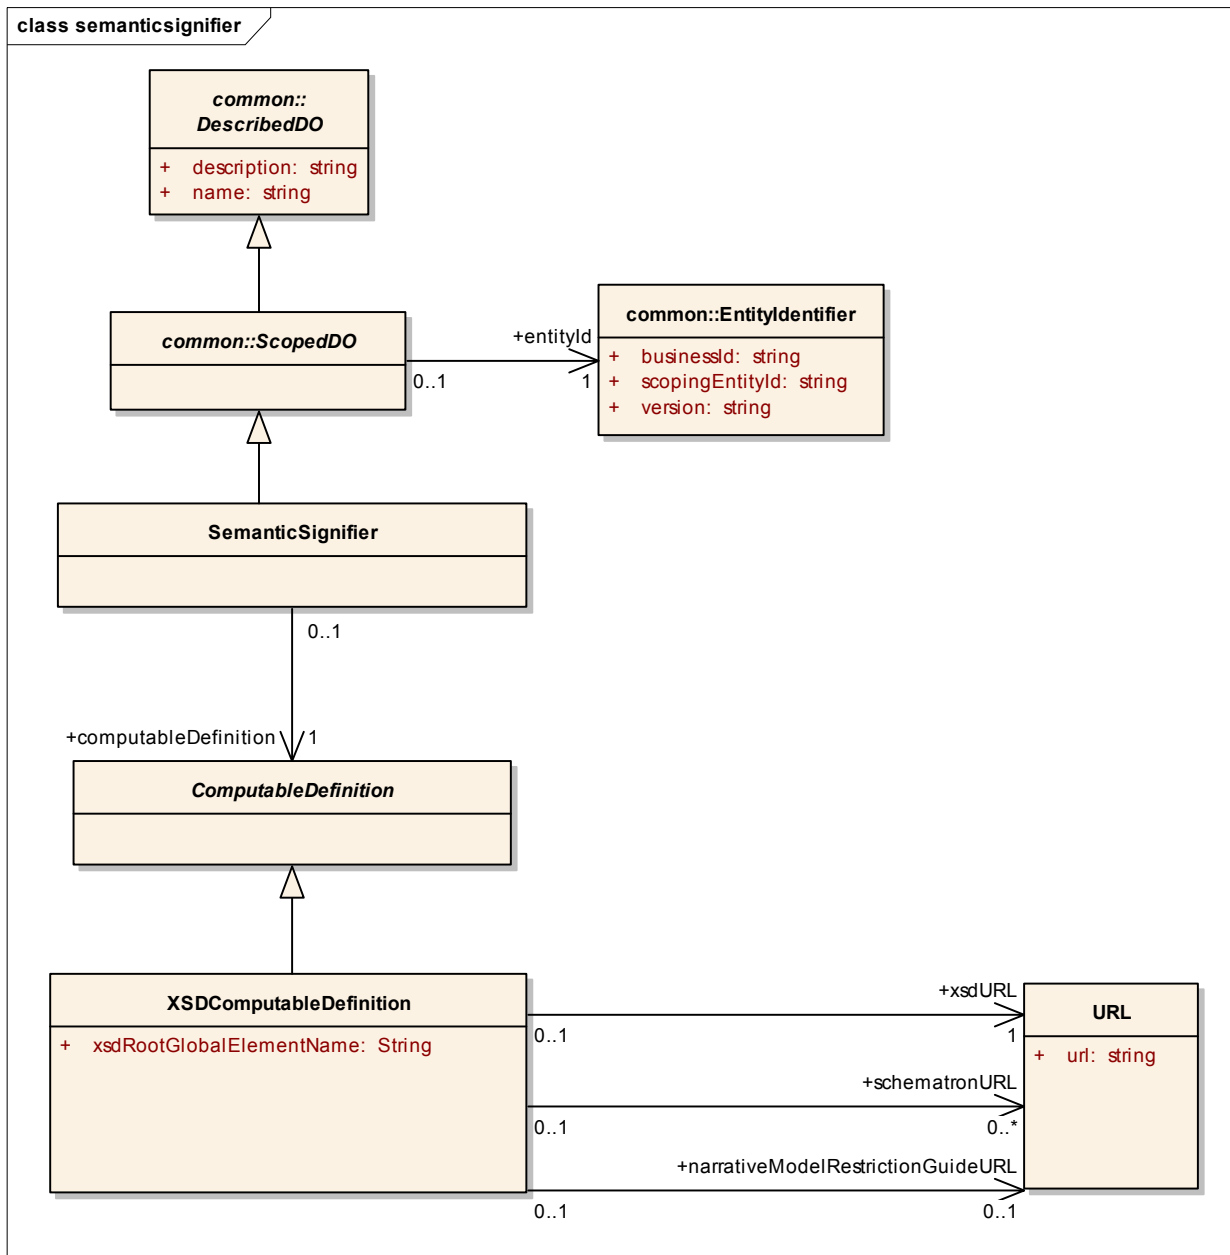 class semanticsignifier
common::
DescribedDO
+ description: string
+ name: string
common::ScopedDO
+entityId
0..1
1
common::EntityIdentifier
+ businessId: string
+ scopingEntityId: string
+ version: string
SemanticSignifier
0..1
+computableDefinition
1
ComputableDefinition
XSDComputableDefinition
+ xsdRootGlobalElementName: String
+xsdURL
0..1
1
+schematronURL
0..1
0..*
+narrativeModelRestrictionGuideURL
0..1
0..1
URL
+ url: string